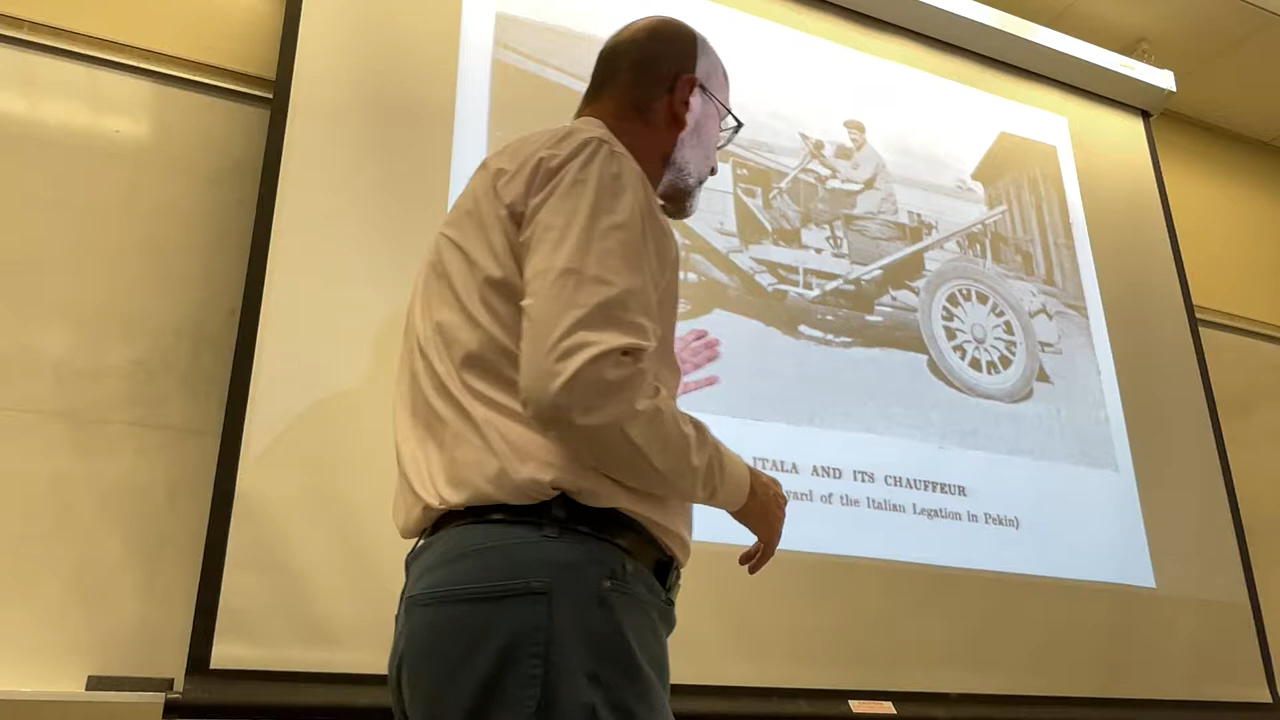 ITALA AND ITS CHAUFFEUR
yard of the Italian Legation in Pekin)